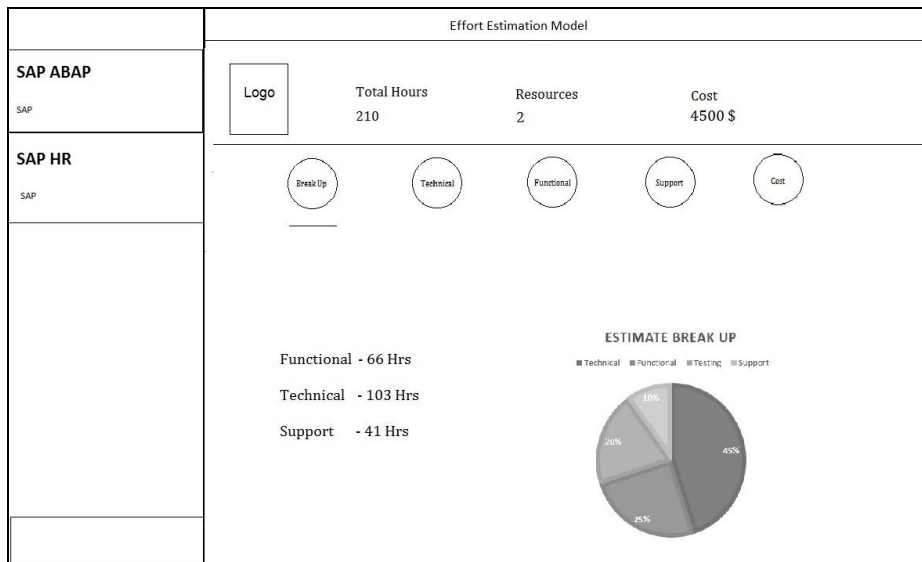 Effort Estimation Model
SAP ABAP
SAP
SAP HR
SAP
Logo
Total Hours
210
Resources
2
Cost
4500 $
Break Up
Technical
Functional
Support
Cost
Functional - 66 Hrs
Technical - 103 Hrs
Support - 41 Hrs
ESTIMATE BREAK UP
Technical Functional Testing Support
10%
20%
45%
25%